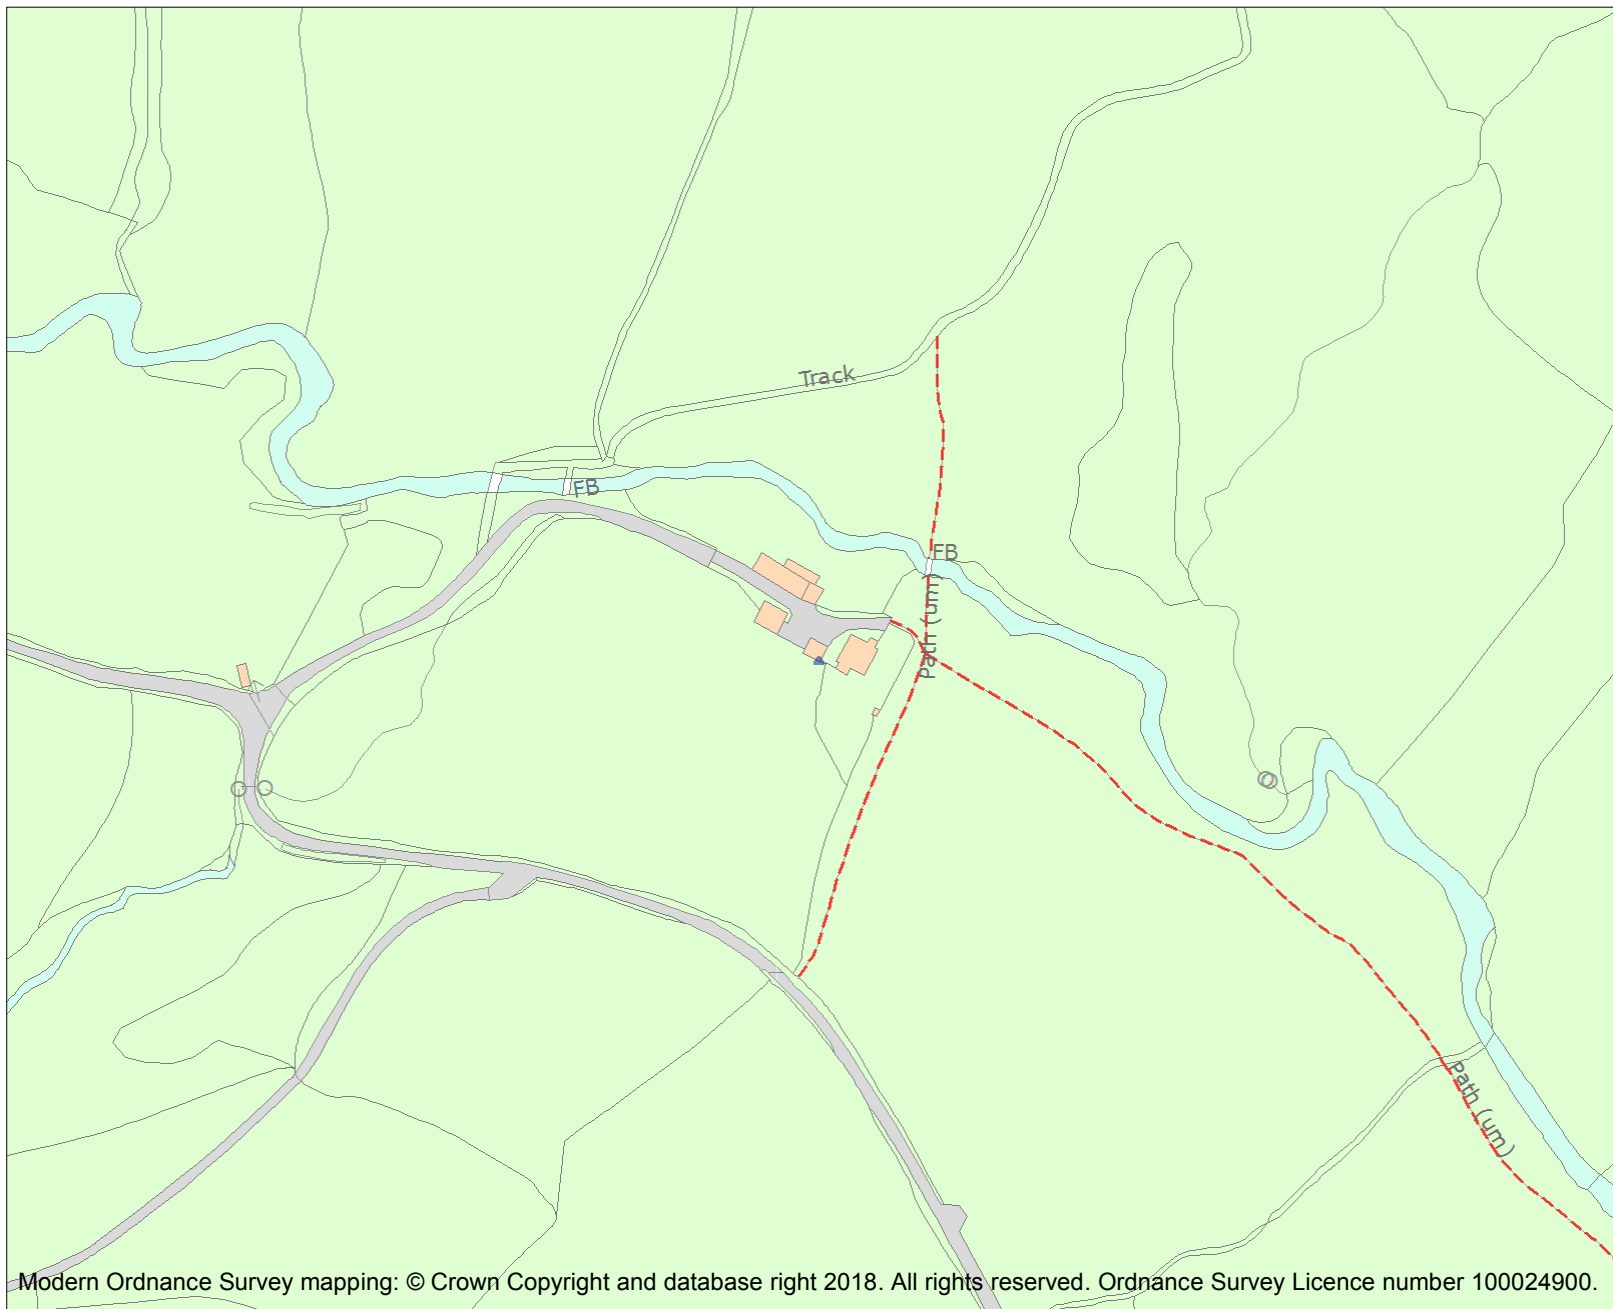 Track
FB
FB
Path (um)
Path (um)
Modern Ordnance Survey mapping: © Crown Copyright and database right 2018. All rights reserved. Ordnance Survey Licence number 100024900.